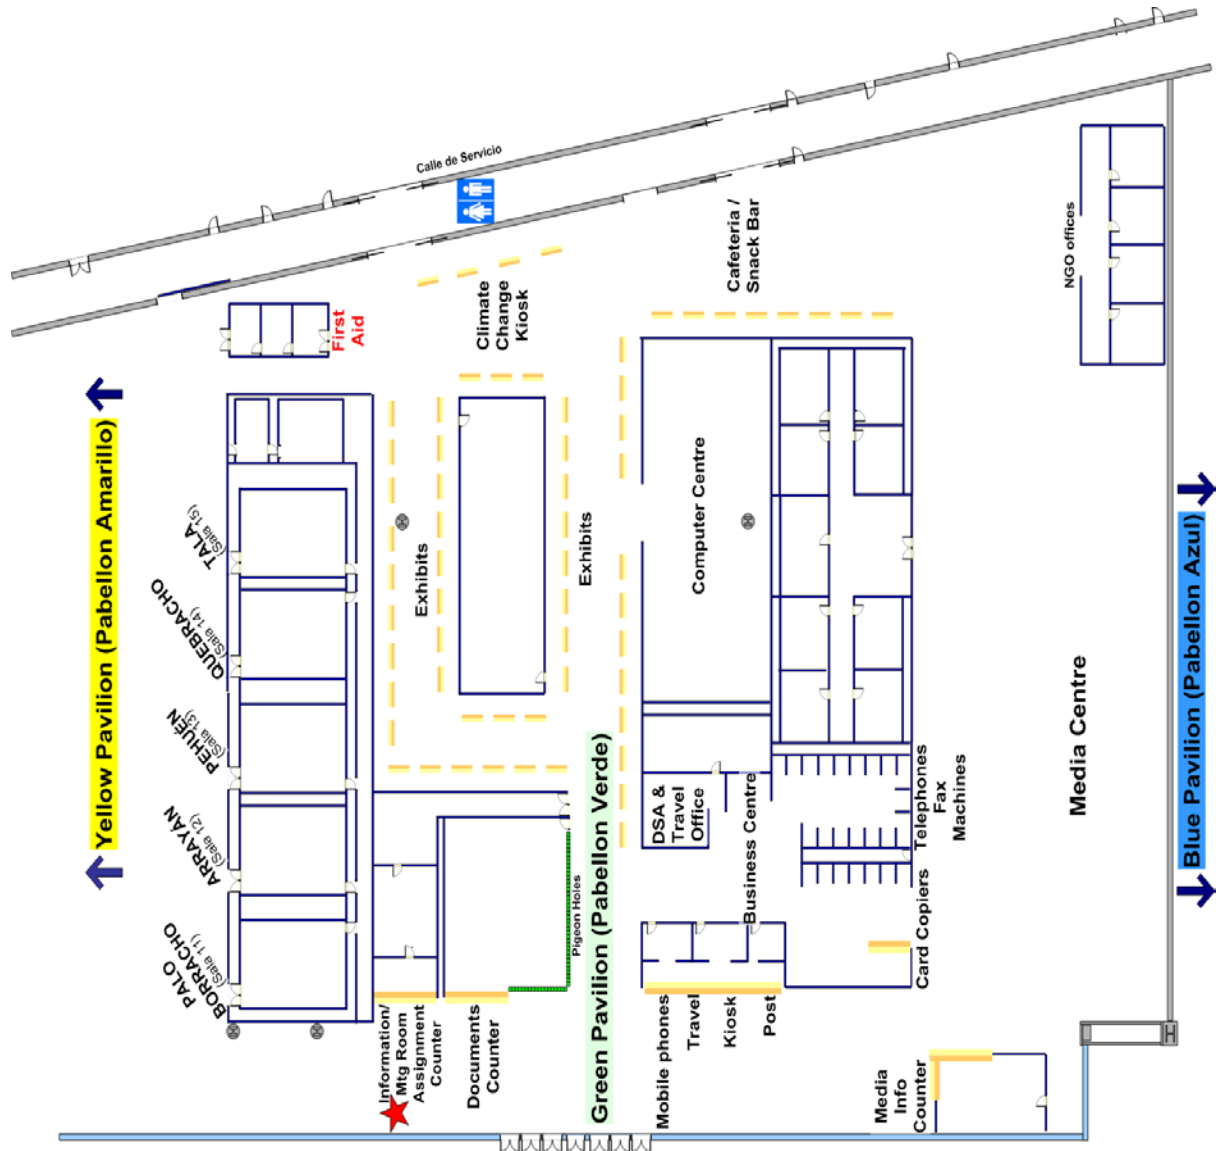 Calle de Servicio
Cafeteria /
Snack Bar
NGO offices
Climate
Change
Kiosk
First
Aid
Yellow Pavilion (Pabellon Amarillo)
TALA
(Sala 15)
QUEBRACHO
(Sala 14)
PEHUÉN
(Sala 13)
ARRAYAN
(Sala 12)
PALO
BORRACHO
(Sala 11)
Exhibits
Exhibits
Computer Centre
Green Pavilion (Pabellon Verde)
DSA &
Travel
Office
Business Centre
Telephones
Fax
Machines
Media Centre
Blue Pavilion (Pabellon Azul)
Pigeon Holes
Card Copiers
Information/
Mtg Room
Assignment
Counter
Documents
Counter
Mobile phones
Travel
Kiosk
Post
Media
Info
Counter